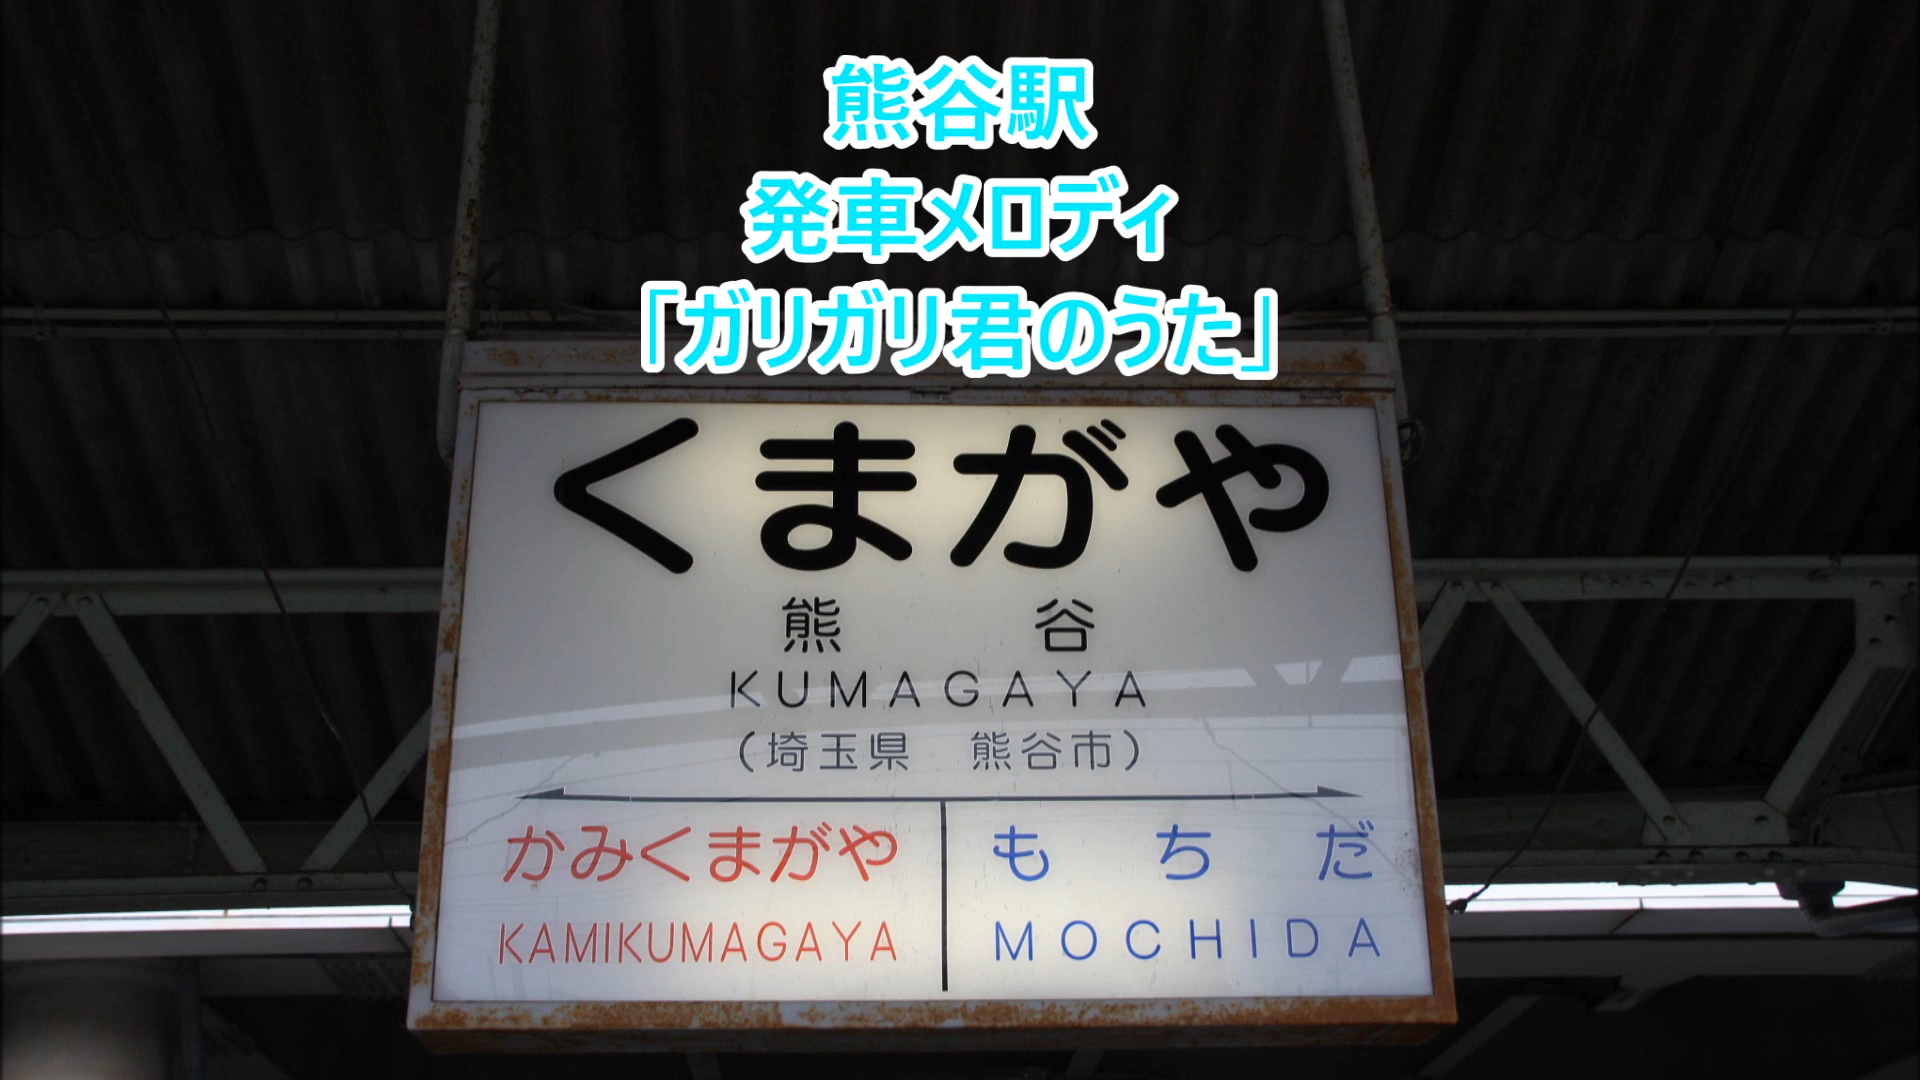 熊谷駅
発車メロディ
「ガリガリ君のうた」
くまがや
熊谷
KUMAGAYA
(埼玉県 熊谷市)
かみくまがや もちだ
KAMIKUMAGAYA MOCHIDA